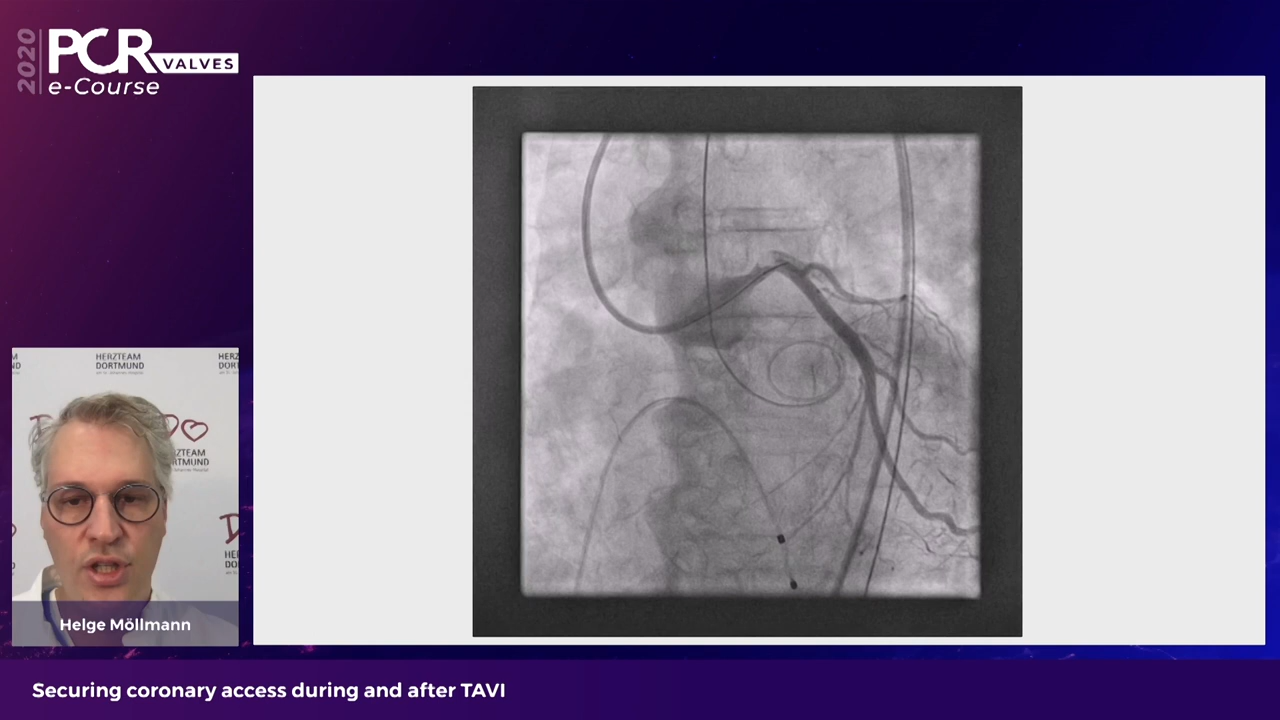 2020
PCR
VALVES
e-Course
HERZTEAM
DORTMUND
HERZTEAM
DORTMUND
Helge Möllmann
Securing coronary access during and after TAVI